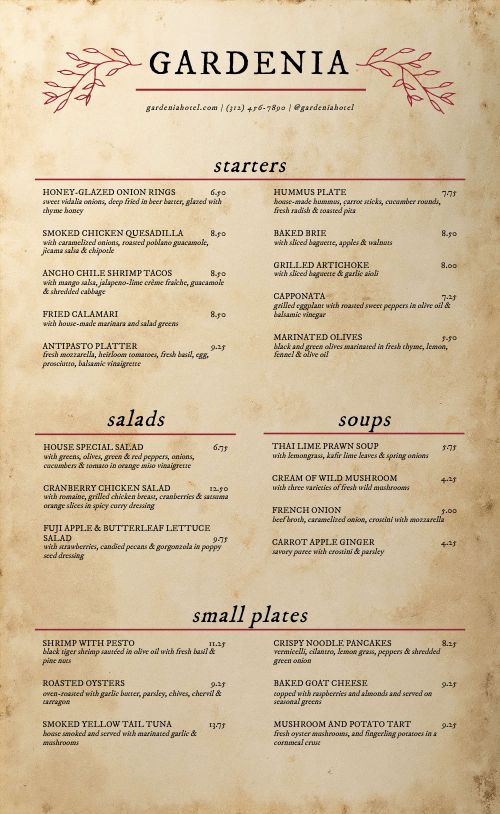 GARDENIA
gardeniahotel.com | (312) 456-7890 | @gardeniahotel
starters
HONEY-GLAZED ONION RINGS 6.50
sweet vidalia onions, deep fried in beer batter, glazed with
thyme honey
SMOKED CHICKEN QUESADILLA 8.50
with caramelized onions, roasted poblano guacamole,
jicama salsa & chipotle
ANCHO CHILE SHRIMP TACOS 8.50
with mango salsa, jalapeno-lime crème fraiche, guacamole
& shredded cabbage
FRIED CALAMARI 8.50
with house-made marinara and salad greens
ANTIPASTO PLATTER 9.25
fresh mozzarella, heirloom tomatoes, fresh basil, egg,
prosciutto, balsamic vinaigrette
HUMMUS PLATE 7.75
house-made hummus, carrot sticks, cucumber rounds,
fresh radish & toasted pita
BAKED BRIE 8.50
with sliced baguette, apples & walnuts
GRILLED ARTICHOKE 8.00
with sliced baguette & garlic aioli
CAPPONATA 7.25
grilled eggplant with roasted sweet peppers in olive oil &
balsamic vinegar
MARINATED OLIVES 5.50
black and green olives marinated in fresh thyme, lemon,
fennel & olive oil
salads
HOUSE SPECIAL SALAD 6.75
with greens, olives, green & red peppers, onions,
cucumbers & tomato in orange miso vinaigrette
CRANBERRY CHICKEN SALAD 12.50
with romaine, grilled chicken breast, cranberries & satsuma
orange slices in spicy curry dressing
FUJI APPLE & BUTTERLEAF LETTUCE
SALAD 9.75
with strawberries, candied pecans & gorgonzola in poppy
seed dressing
soups
THAI LIME PRAWN SOUP 5.75
with lemongrass, kafir lime leaves & spring onions
CREAM OF WILD MUSHROOM 4.25
with three varieties of fresh wild mushrooms
FRENCH ONION 5.00
beef broth, caramelized onion, crostini with mozzarella
CARROT APPLE GINGER 4.25
savory puree with crostini & parsley
small plates
SHRIMP WITH PESTO 11.25
black tiger shrimp sautéed in olive oil with fresh basil &
pine nuts
ROASTED OYSTERS 9.25
oven-roasted with garlic butter, parsley, chives, chervil &
tarragon
SMOKED YELLOW TAIL TUNA 13.75
house smoked and served with marinated garlic &
mushrooms
CRISPY NOODLE PANCAKES 8.25
vermicelli, cilantro, lemon grass, peppers & shredded
green onion
BAKED GOAT CHEESE 9.25
topped with raspberries and almonds and served on
seasonal greens
MUSHROOM AND POTATO TART 9.25
fresh oyster mushrooms, and fingerling potatoes in a
cornmeal crust